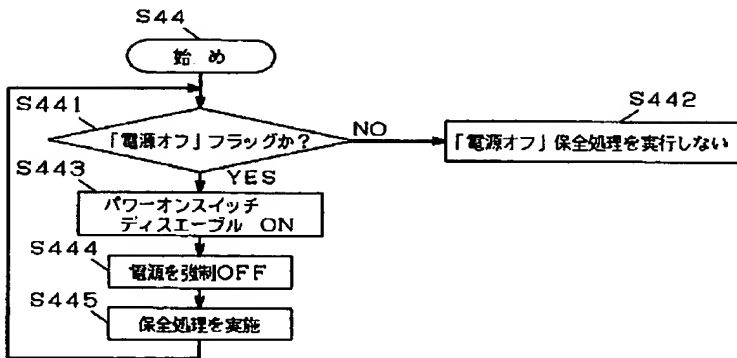 S44
始め
S441
「電源オフ」フラッグか?
NO
S442
「電源オフ」保全処理を実行しない
YES
S443
パワーオンスイッチ
ディスエーブル ON
S444
電源を強制OFF
S445
保全処理を実施